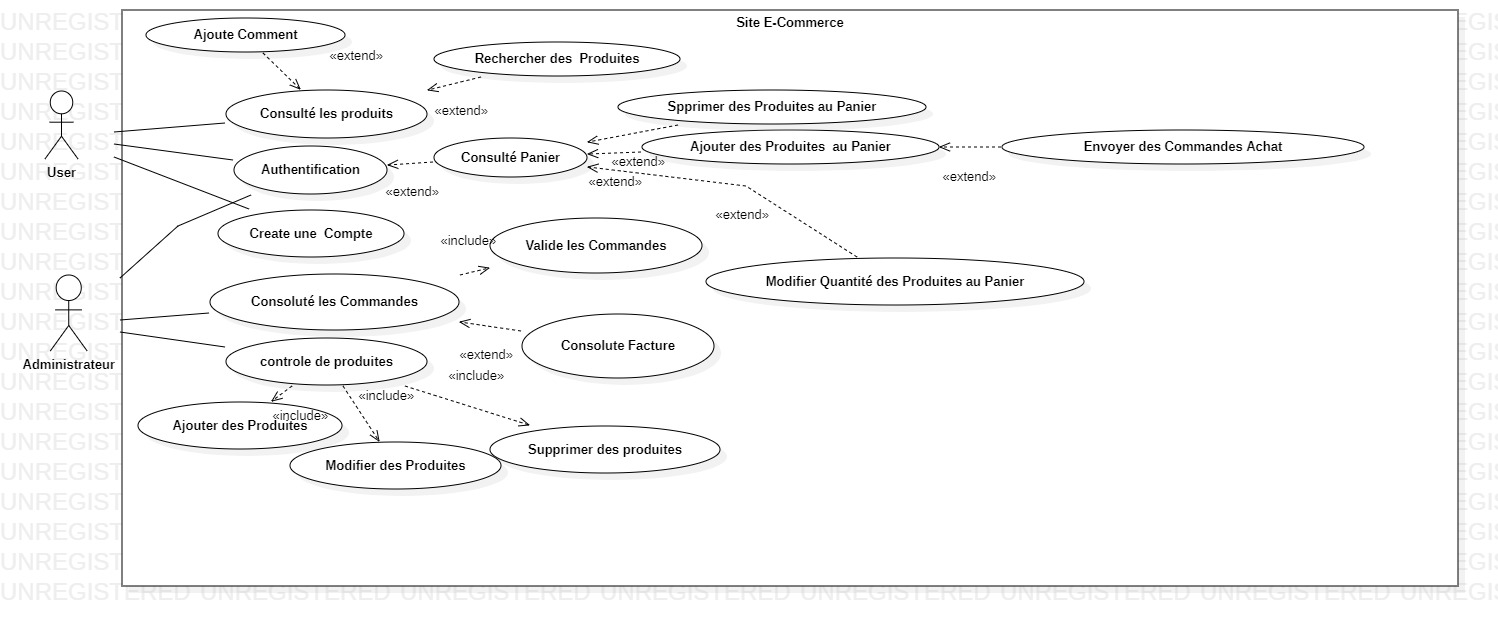 Site E-Commerce
Ajoute Comment
«extend»
Rechercher des  Produites
«extend»
Consulté les produits
Spprimer des Produites au Panier
Ajouter des Produites  au Panier
Envoyer des Commandes Achat
«extend»
Consulté Panier
«extend»
«extend»
Authentification
«extend»
User
«extend»
Create une  Compte
«include»
Valide les Commandes
Modifier Quantité des Produites au Panier
Consoluté les Commandes
Consolute Facture
«extend»
Administrateur
controle de produites
«include»
«include»
«include»
Ajouter des Produites
Modifier des Produites
Supprimer des produites
UNREGISTERED UNREGISTERED UNREGISTERED UNREGISTERED UNREGISTERED UNREGISTERED UNREGISTERED